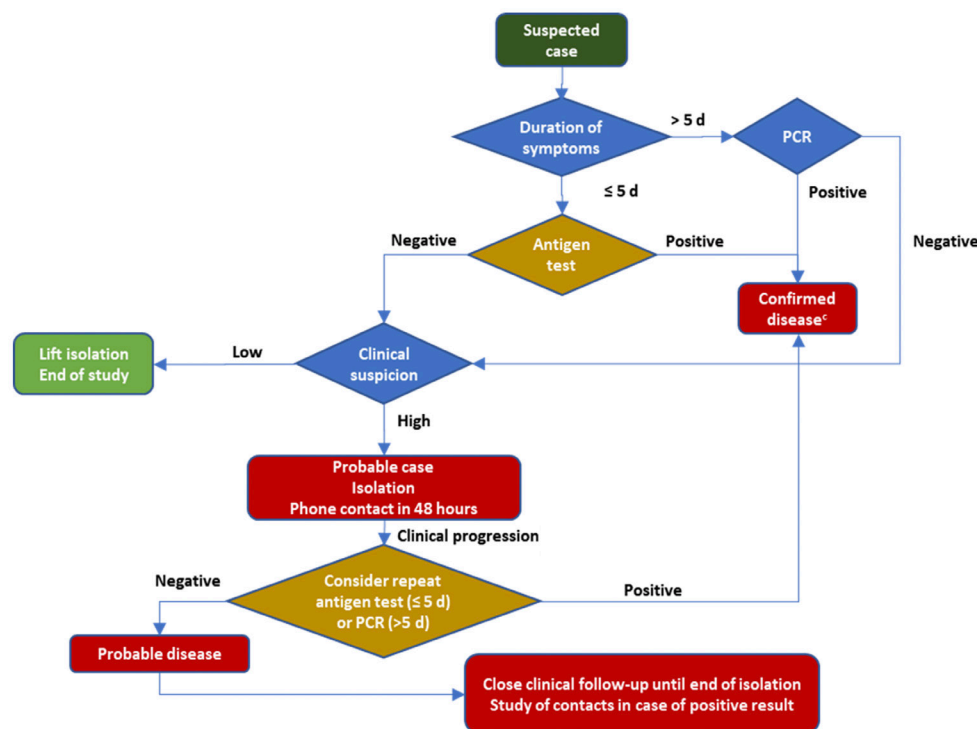 Suspected
case
Duration of
symptoms
> 5 d
PCR
≤ 5 d
Positive
Negative
Antigen
test
Positive
Negative
Confirmed
diseaseᶜ
Lift isolation
End of study
Low
Clinical
suspicion
High
Probable case
Isolation
Phone contact in 48 hours
Clinical progression
Negative
Consider repeat
antigen test (≤ 5 d)
or PCR (>5 d)
Positive
Probable disease
Close clinical follow-up until end of isolation
Study of contacts in case of positive result